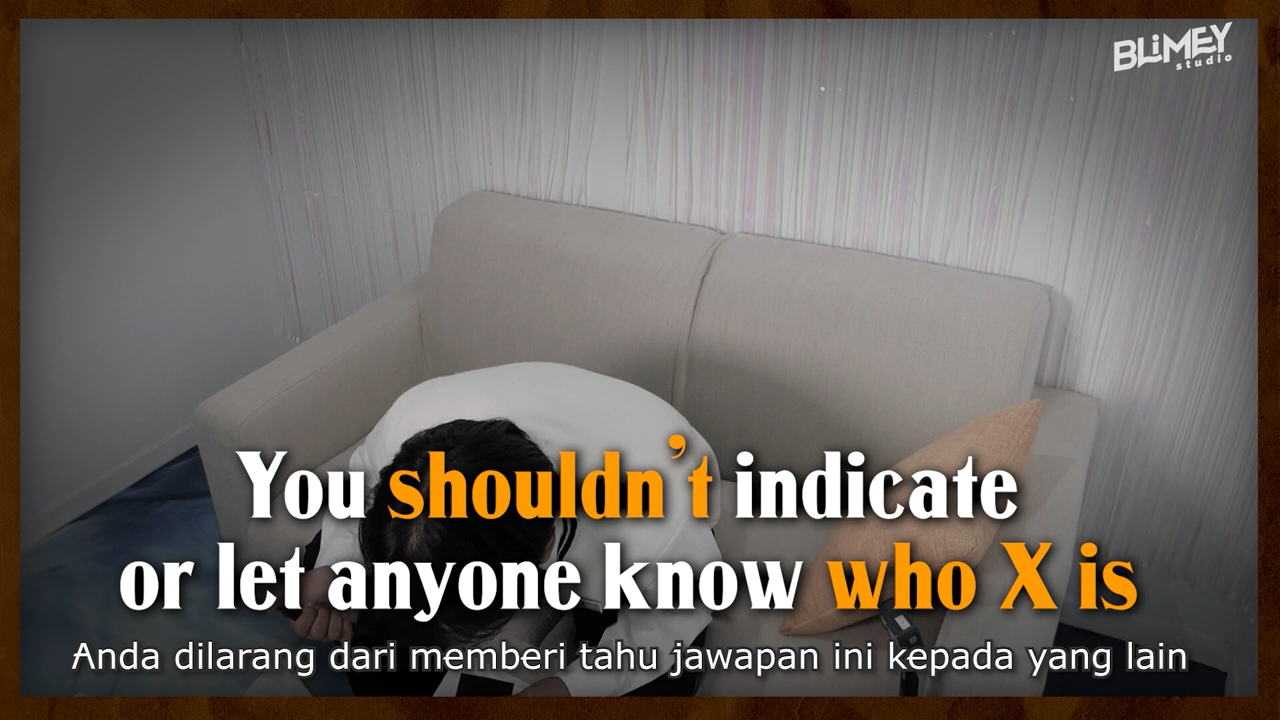 BLiMEY
studio
You shouldn't indicate
or let anyone know who X is
Anda dilarang dari memberi tahu jawapan ini kepada yang lain